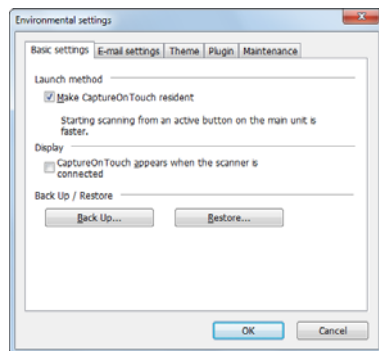 Environmental settings
Basic settings E-mail settings Theme Plugin Maintenance
Launch method
Make CaptureOnTouch resident
Starting scanning from an active button on the main unit is
faster.
Display
CaptureOnTouch appears when the scanner is
connected
Back Up / Restore
Back Up... Restore...
OK Cancel